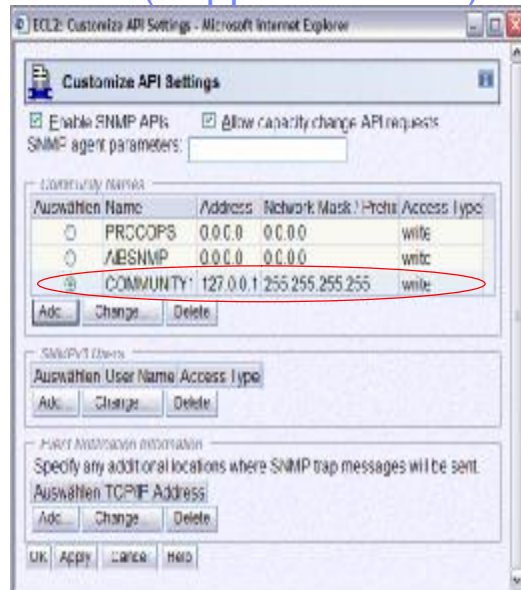 ECL2: Customize API Settings - Microsoft Internet Explorer
Customize API Settings
Enable SNMP APIs Allow capacity change API requests
SNMP agent parameters:
Community Names
Auswählen Name Address Network Mask / Prefix Access Type
PROCOPS 0.0.0.0 0.0.0.0 write
AIBSNMP 0.0.0.0 0.0.0.0 write
COMMUNITY1 127.0.0.1 255.255.255.255 write
Add... Change... Delete
SNMPv3 Users
Auswählen User Name Access Type
Add... Change... Delete
Event Notification Information
Specify any additional locations where SNMP trap messages will be sent.
Auswählen TCP/IP Address
Add... Change... Delete
OK Apply Cancel Help